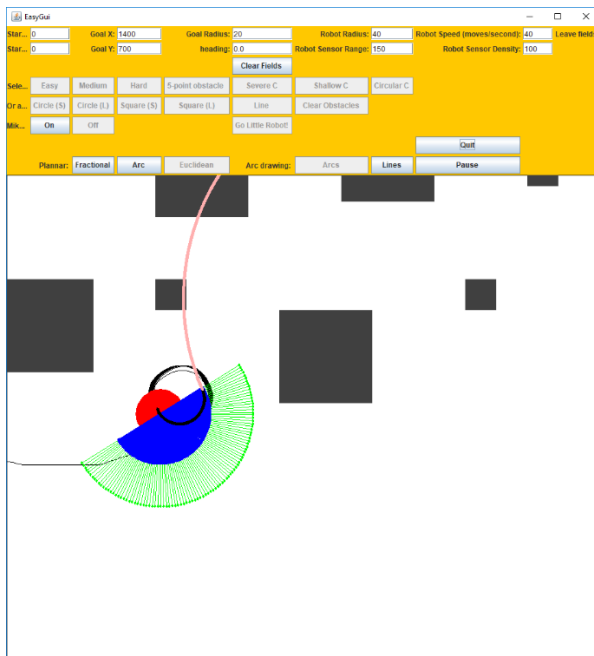 EasyGui
Star... 0 Goal X: 1400 Goal Radius: 20 Robot Radius: 40 Robot Speed (moves/second): 40 Leave field:
Star... 0 Goal Y: 700 heading: 0.0 Robot Sensor Range: 150 Robot Sensor Density: 100
Clear Fields
Sele... Easy Medium Hard 5-point obstaclo Severe C Shallow C Circular C
Or a... Circle (S) Circle (L) Square (S) Square (L) Line Clear Obstacles
Mik... On Off Go Little Robot!
Quit
Plannar: Fractional Arc Euclidean Arc drawing: Arcs Lines Pause